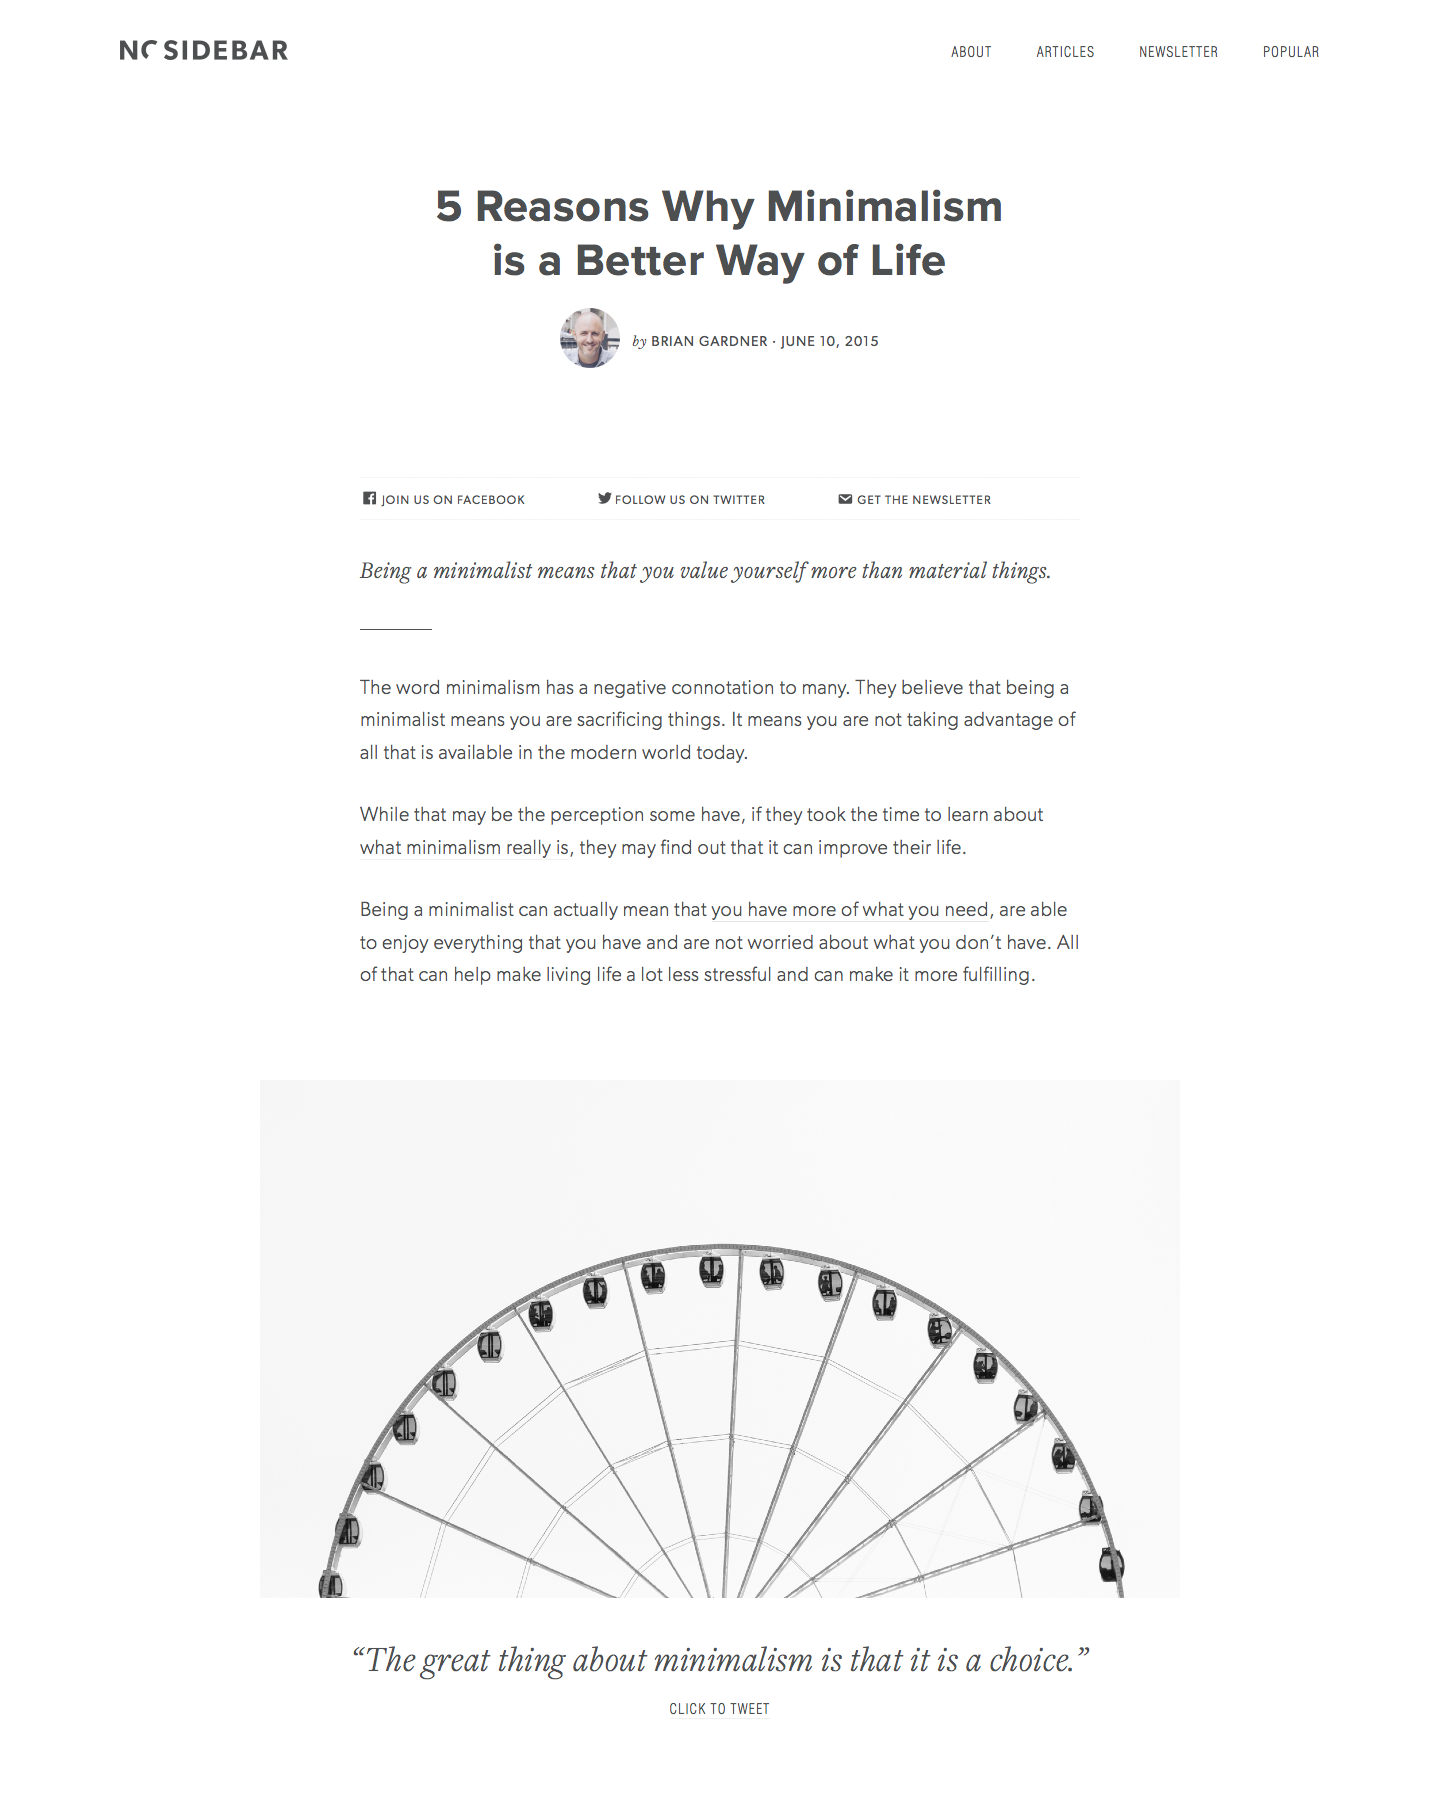 NO SIDEBAR
ABOUT ARTICLES NEWSLETTER POPULAR
5 Reasons Why Minimalism
is a Better Way of Life
by BRIAN GARDNER · JUNE 10, 2015
JOIN US ON FACEBOOK FOLLOW US ON TWITTER GET THE NEWSLETTER
Being a minimalist means that you value yourself more than material things.
The word minimalism has a negative connotation to many. They believe that being a
minimalist means you are sacrificing things. It means you are not taking advantage of
all that is available in the modern world today.
While that may be the perception some have, if they took the time to learn about
what minimalism really is, they may find out that it can improve their life.
Being a minimalist can actually mean that you have more of what you need, are able
to enjoy everything that you have and are not worried about what you don’t have. All
of that can help make living life a lot less stressful and can make it more fulfilling.
“The great thing about minimalism is that it is a choice.”
CLICK TO TWEET